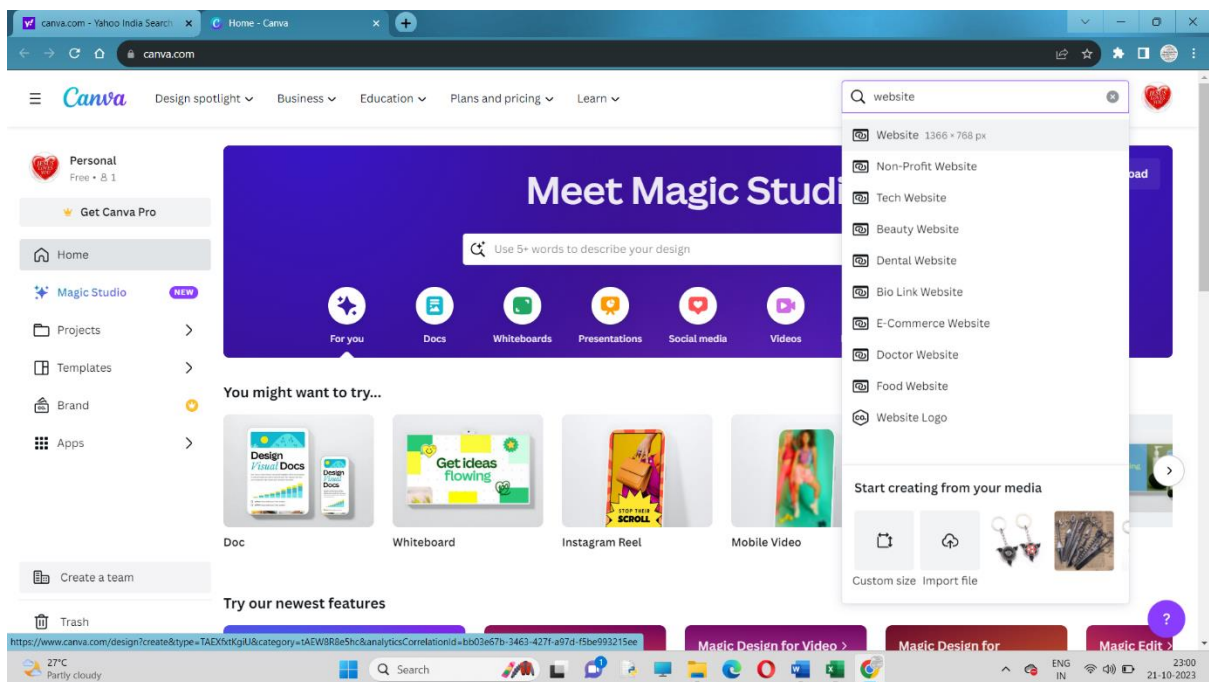 canva.com - Yahoo India Search
Home - Canva
canva.com
Canva
Design spotlight
Business
Education
Plans and pricing
Learn
website
Personal
Free • 1
Get Canva Pro
Home
Magic Studio NEW
Projects
Templates
Brand
Apps
Create a team
Trash
Meet Magic Studi
oad
Use 5+ words to describe your design
For you
Docs
Whiteboards
Presentations
Social media
Videos
Website 1366 × 768 px
Non-Profit Website
Tech Website
Beauty Website
Dental Website
Bio Link Website
E-Commerce Website
Doctor Website
Food Website
Website Logo
Start creating from your media
Custom size
Import file
You might want to try...
Design
Visual Docs
Design
Visual
Docs
Get ideas
flowing
STOP THEIR
SCROLL
Doc
Whiteboard
Instagram Reel
Mobile Video
Try our newest features
Magic Design for Video >
Magic Design for
Magic Edit >
?
https://www.canva.com/design?create&type=TAEXfxtKgiU&category=tAEW8R8e5hc&analyticsCorrelationId=bb03e67b-3463-427f-a97d-f5be993215ee
27°C
Partly cloudy
Search
ENG
IN
23:00
21-10-2023